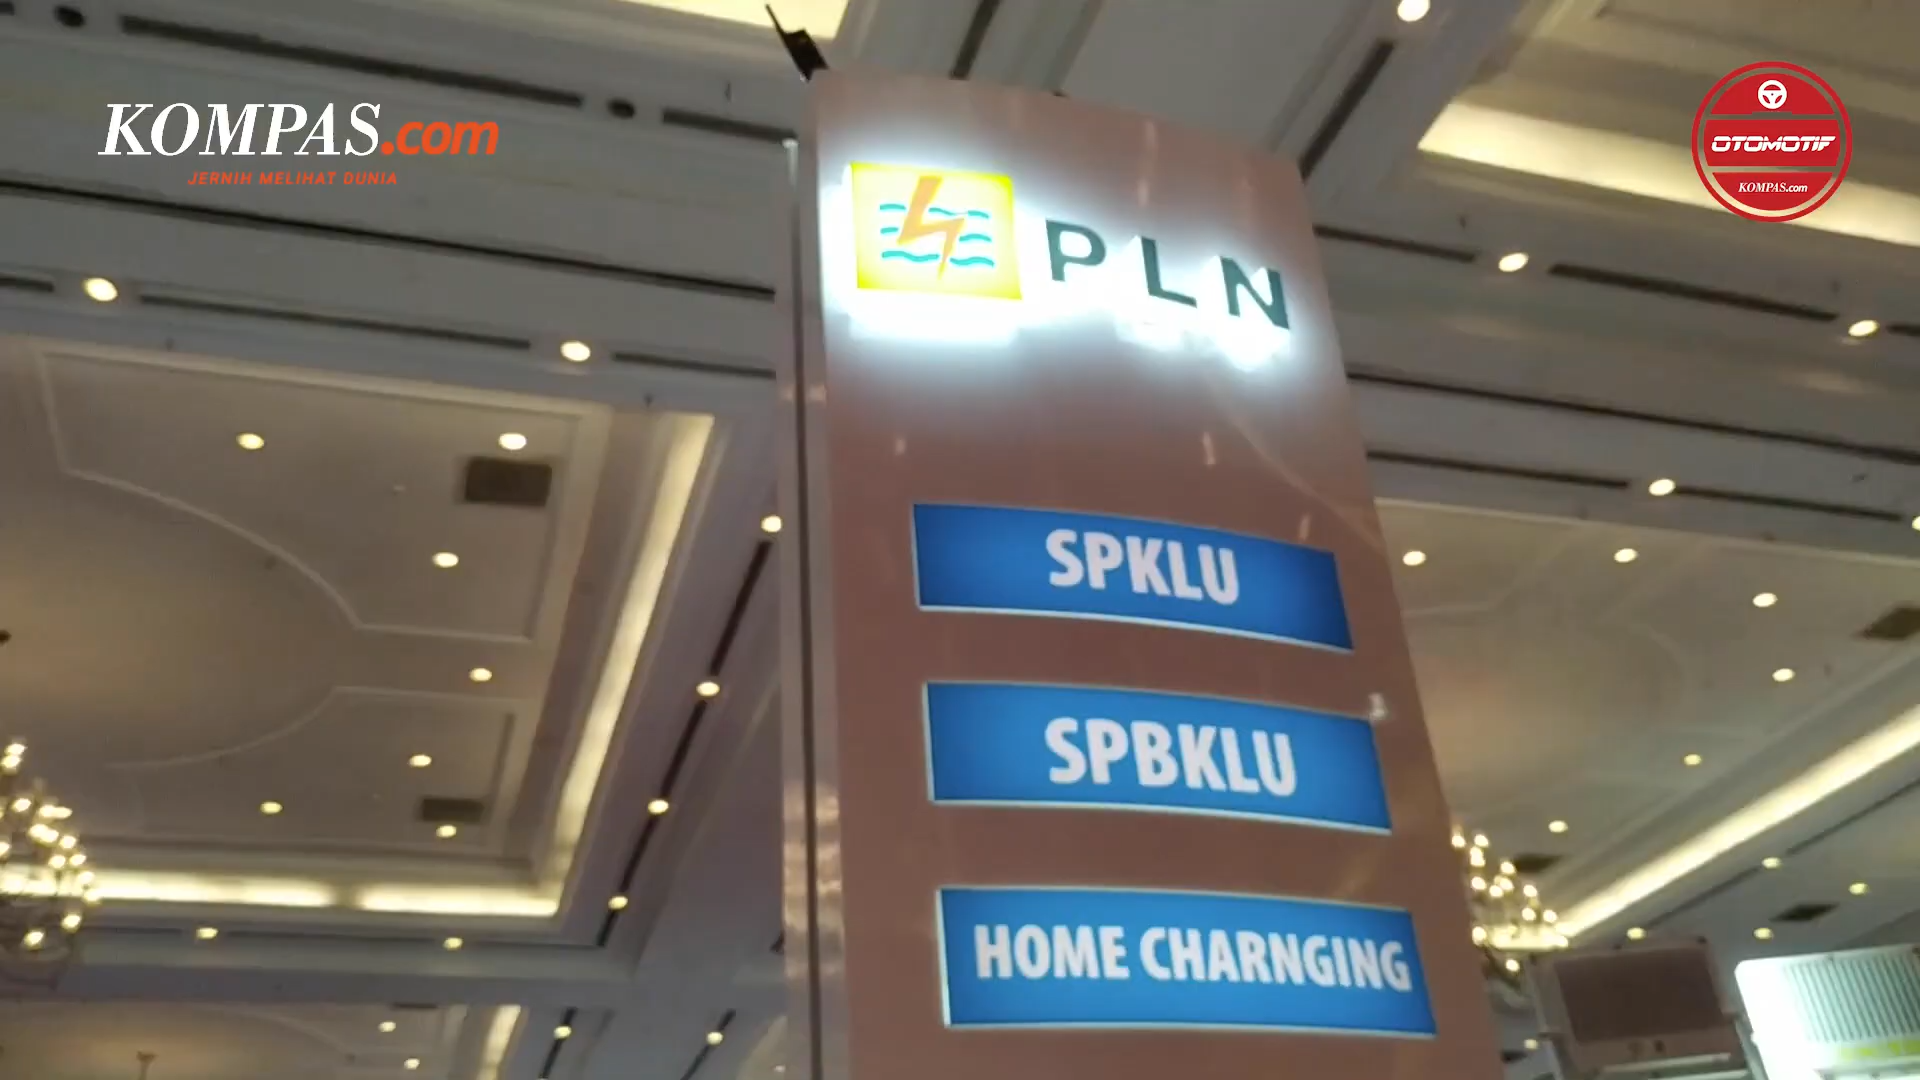 KOMPAS.com
JERNIH MELIHAT DUNIA
OTOMOTIF
KOMPAS.com
PLN
SPKLU
SPBKLU
HOME CHARNGING